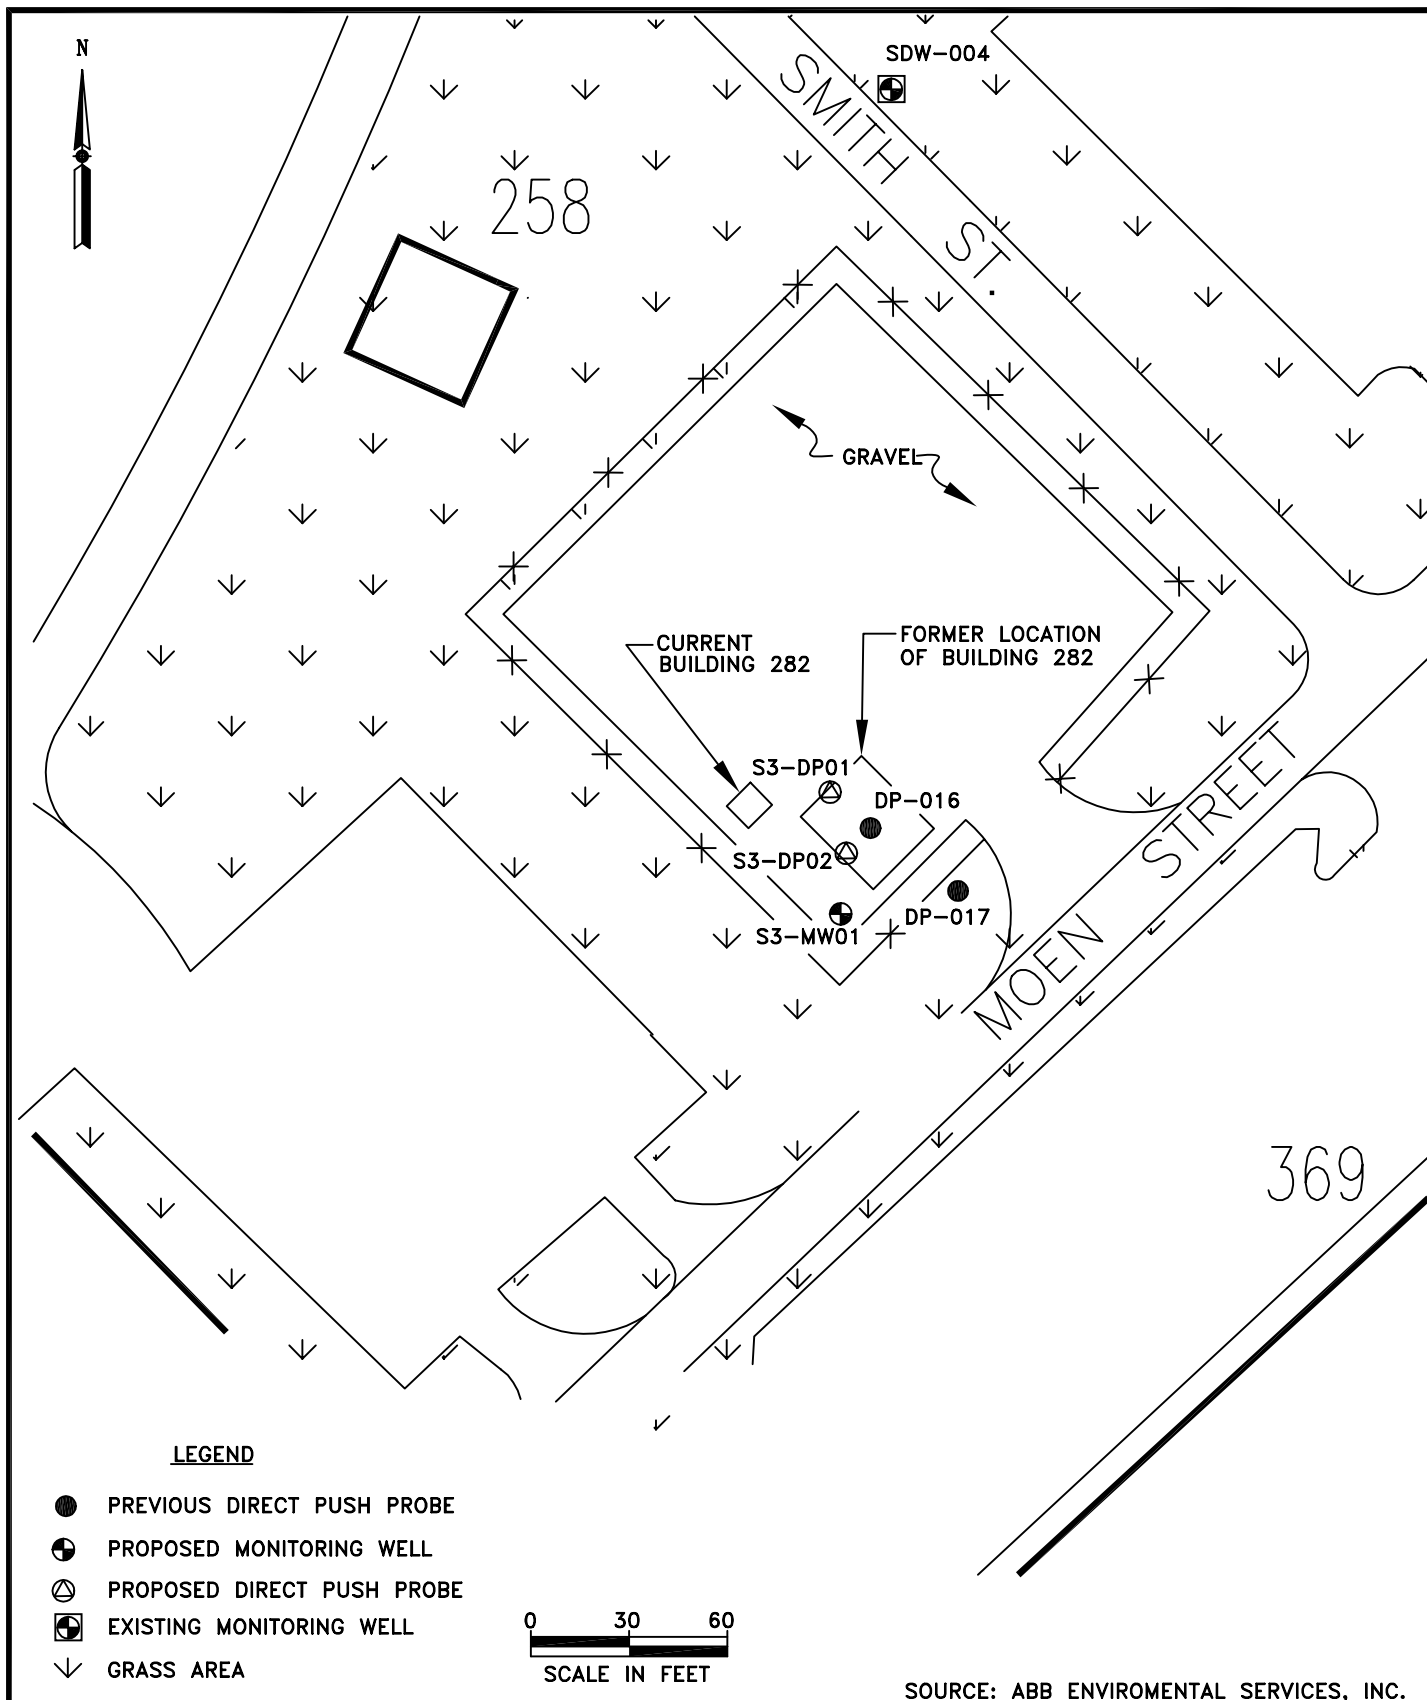 N
SDW-004
SMITH ST.
258
GRAVEL
CURRENT
BUILDING 282
FORMER LOCATION
OF BUILDING 282
S3-DP01
DP-016
S3-DP02
DP-017
S3-MW01
MOEN STREET
369
LEGEND
PREVIOUS DIRECT PUSH PROBE
PROPOSED MONITORING WELL
PROPOSED DIRECT PUSH PROBE
EXISTING MONITORING WELL
GRASS AREA
0 30 60
SCALE IN FEET
SOURCE: ABB ENVIROMENTAL SERVICES, INC.